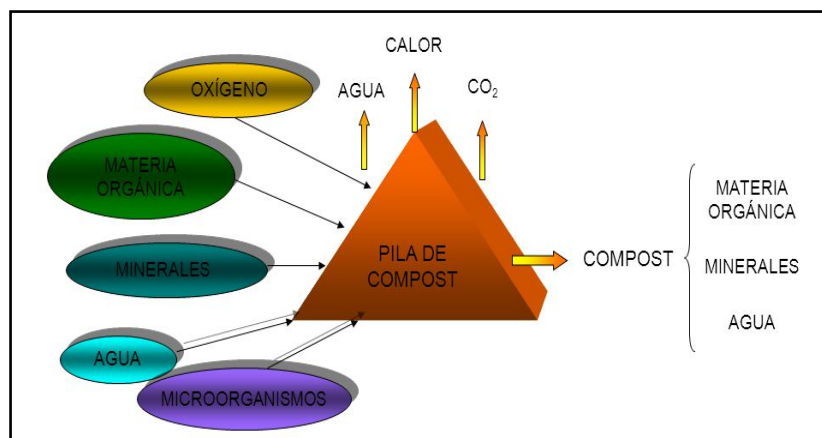 CALOR
AGUA
CO₂
OXÍGENO
MATERIA
ORGÁNICA
MINERALES
AGUA
MICROORGANISMOS
PILA DE
COMPOST
COMPOST
MATERIA
ORGÁNICA
MINERALES
AGUA